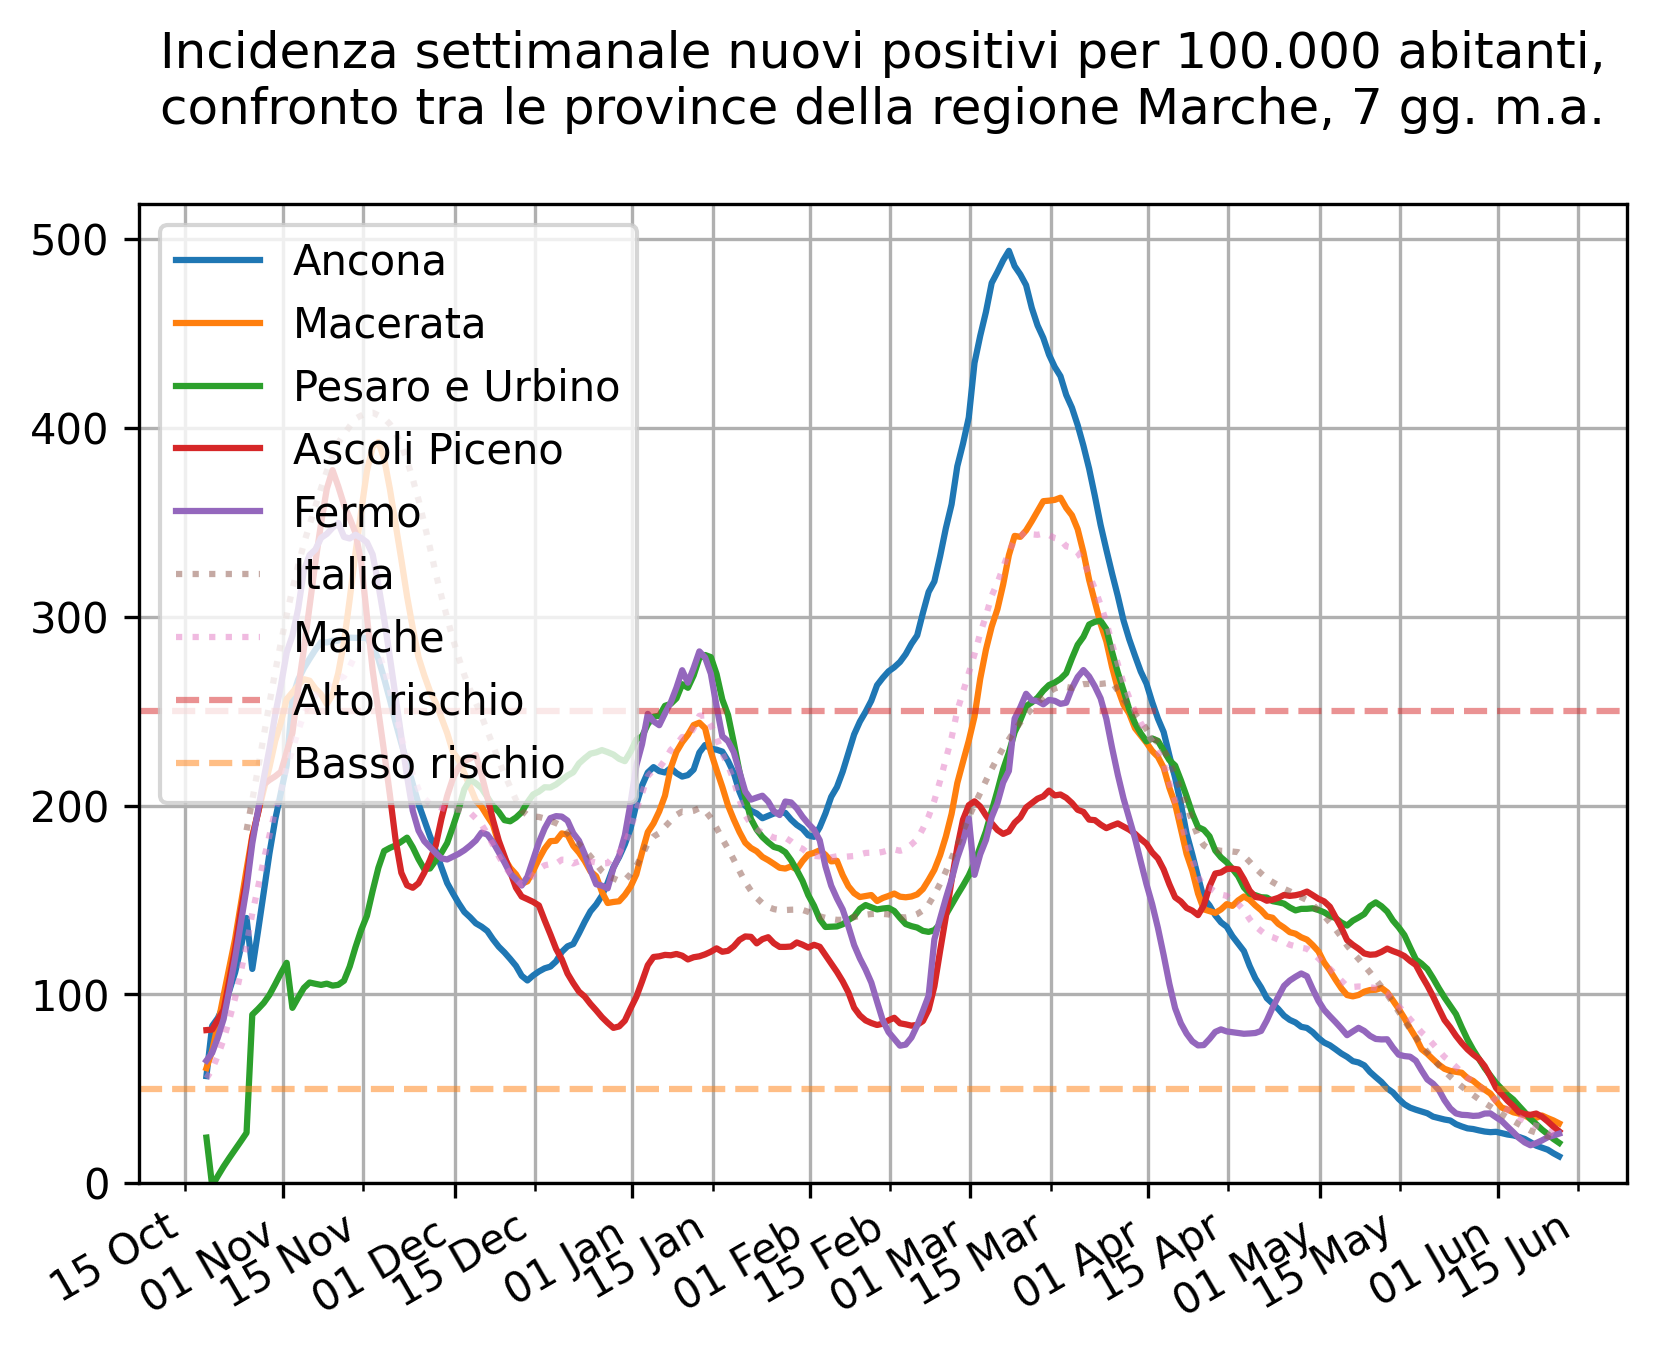 Incidenza settimanale nuovi positivi per 100.000 abitanti,
confronto tra le province della regione Marche, 7 gg. m.a.
500
400
300
200
100
0
Ancona
Macerata
Pesaro e Urbino
Ascoli Piceno
Fermo
Italia
Marche
Alto rischio
Basso rischio
15 Oct
01 Nov
15 Nov
01 Dec
15 Dec
01 Jan
15 Jan
01 Feb
15 Feb
01 Mar
15 Mar
01 Apr
15 Apr
01 May
15 May
01 Jun
15 Jun